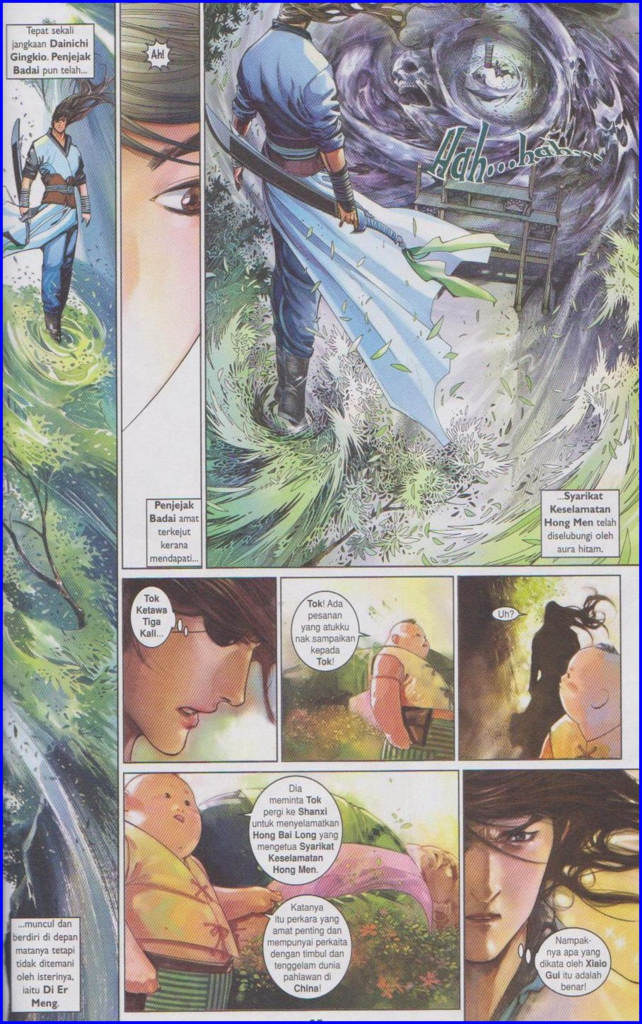 Tepat sekali
jangkaan Dainichi
Gingkio. Penjejak
Badai pun telah...
...muncul dan
berdiri di depan
matanya tetapi
tidak ditemani
oleh isterinya,
iaitu Di Er
Meng.
Ah!
Penjejak
Badai amat
terkejut
kerana
mendapati...
Hah...hah...
...Syarikat
Keselamatan
Hong Men telah
diselubungi oleh
aura hitam.
Tok
Ketawa
Tiga
Kali...
Tok! Ada
pesanan
yang atukku
nak sampaikan
kepada
Tok!
Uh?
Dia
meminta Tok
pergi ke Shanxi
untuk menyelamatkan
Hong Bai Long yang
mengetua Syarikat
Keselamatan
Hong Men.
Katanya
itu perkara yang
amat penting dan
mempunyai perkaita
dengan timbul dan
tenggelam dunia
pahlawan di
China!
Nampak-
nya apa yang
dikata oleh Xiaio
Gui itu adalah
benar!